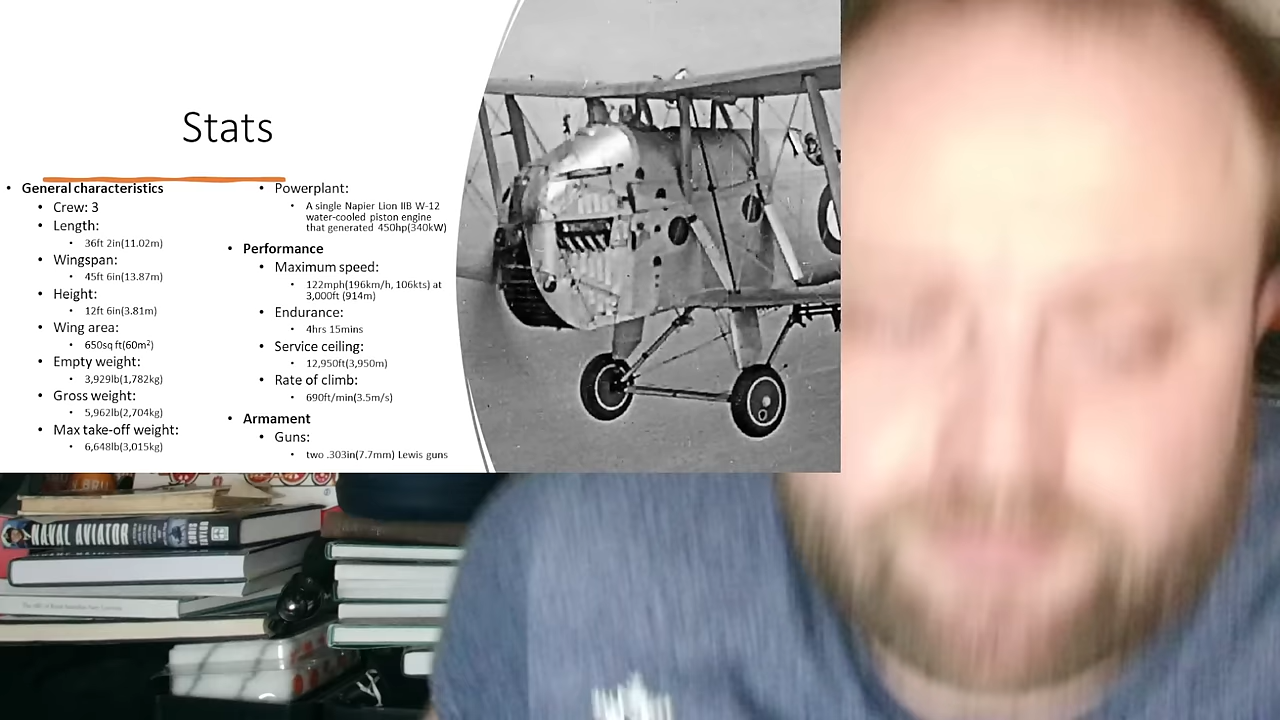 Stats
General characteristics
Crew: 3
Length:
36ft 2in(11.02m)
Wingspan:
45ft 6in(13.87m)
Height:
12ft 6in(3.81m)
Wing area:
650sq ft(60m²)
Empty weight:
3,929lb(1,782kg)
Gross weight:
5,962lb(2,704kg)
Max take-off weight:
6,648lb(3,015kg)
Powerplant:
A single Napier Lion IIB W-12
water-cooled piston engine
that generated 450hp(340kW)
Performance
Maximum speed:
122mph(196km/h, 106kts) at
3,000ft (914m)
Endurance:
4hrs 15mins
Service ceiling:
12,950ft(3,950m)
Rate of climb:
690ft/min(3.5m/s)
Armament
Guns:
two .303in(7.7mm) Lewis guns
NAVAL AVIATOR